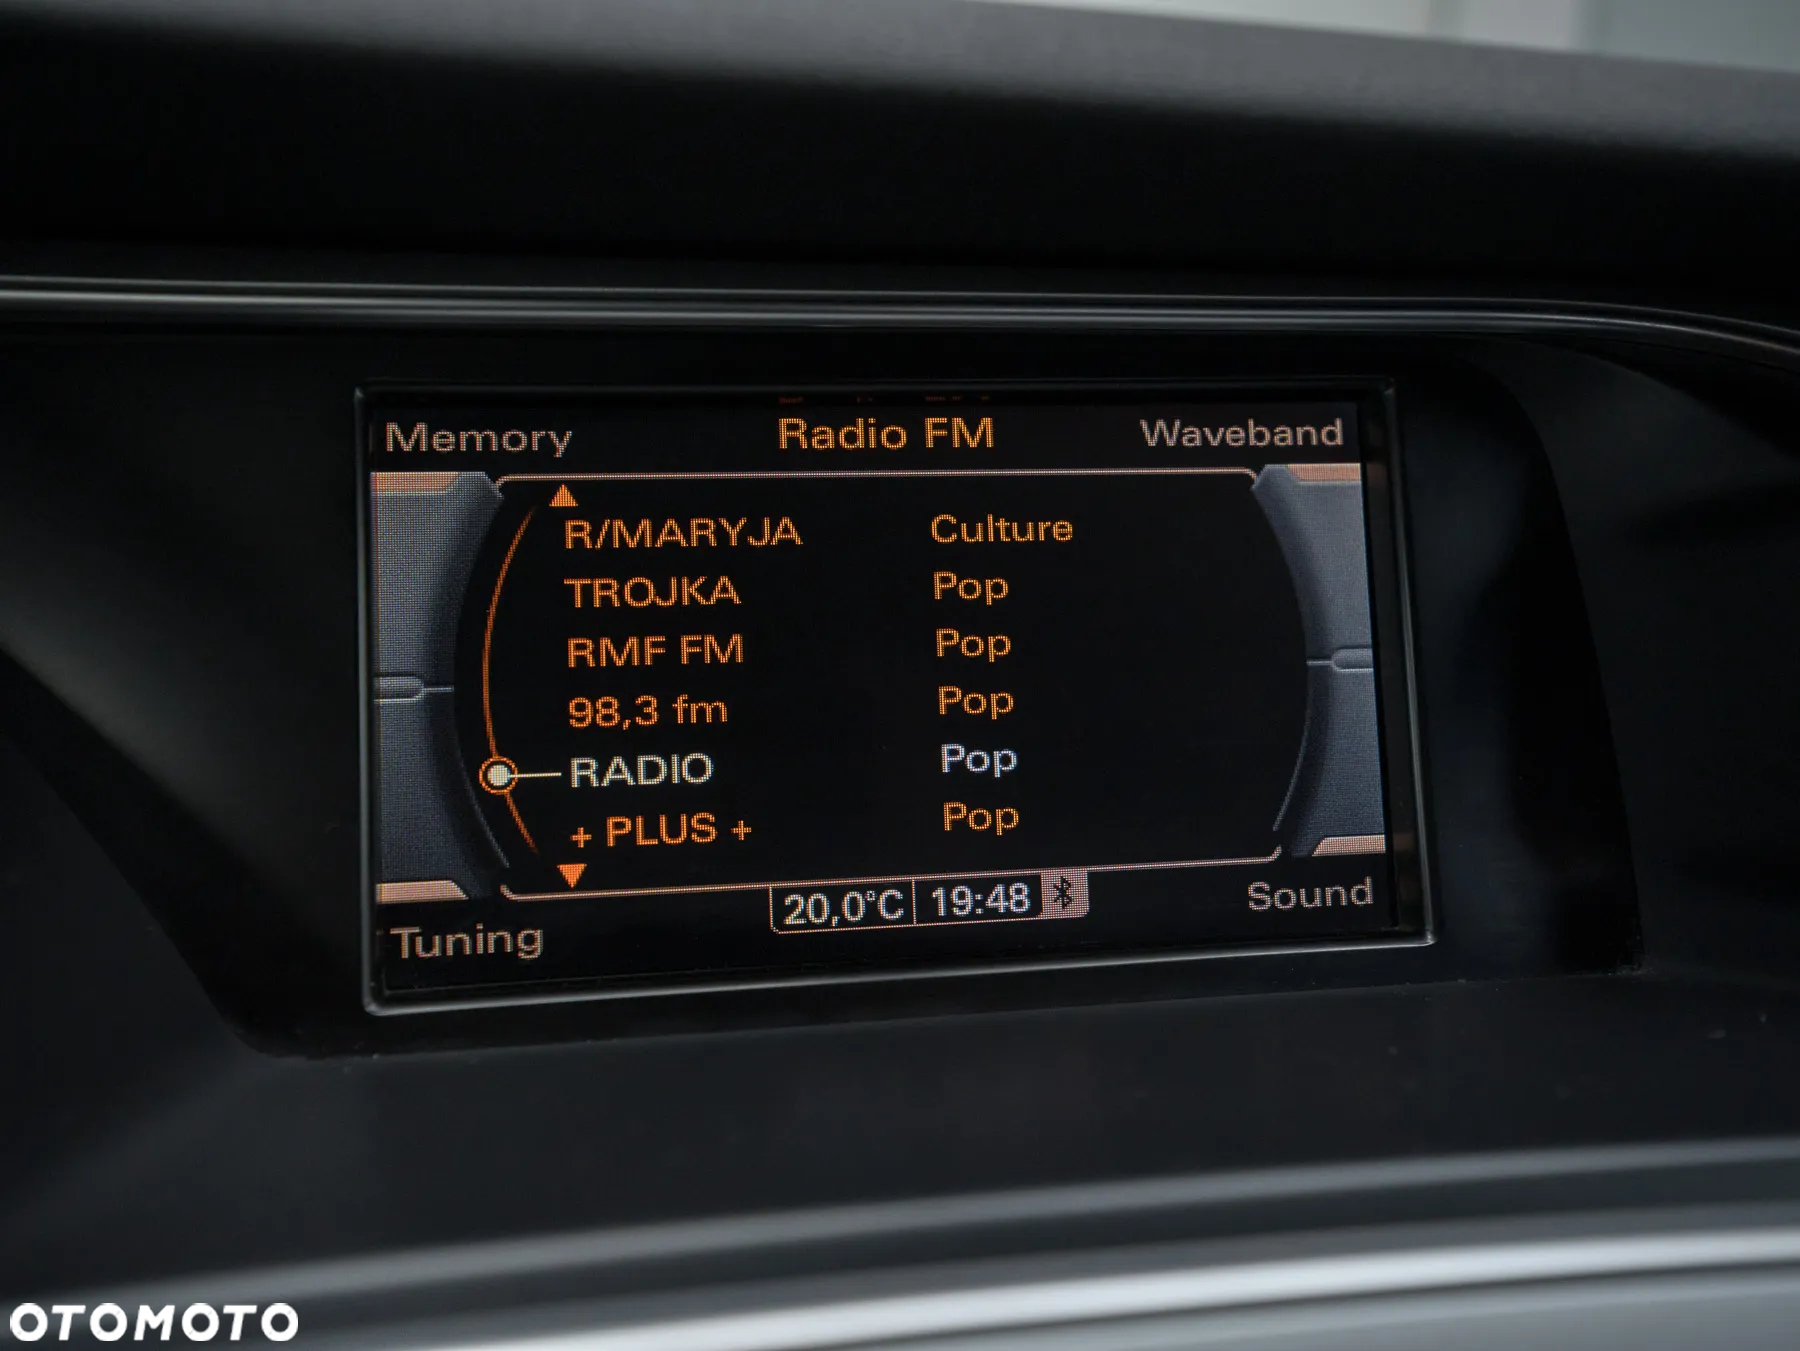 Memory Radio FM Waveband
R/MARYJA Culture
TROJKA Pop
RMF FM Pop
98,3 fm Pop
RADIO Pop
+ PLUS + Pop
20,0°C 19:48
Tuning Sound
OTOMOTO